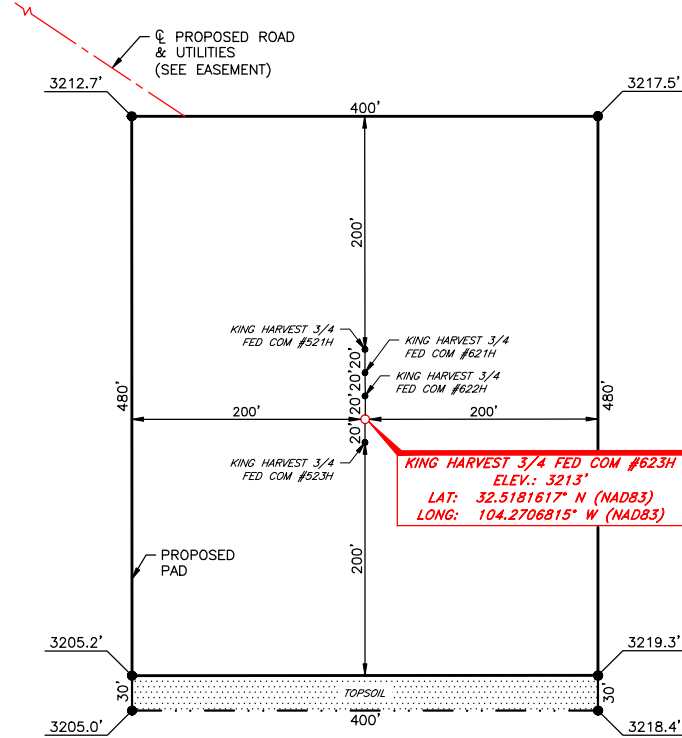 ℄ PROPOSED ROAD
& UTILITIES
(SEE EASEMENT)
3212.7'
3217.5'
400'
200'
KING HARVEST 3/4
FED COM #521H
KING HARVEST 3/4
FED COM #621H
20'
20'
KING HARVEST 3/4
FED COM #622H
20'
480'
480'
200'
200'
20'
KING HARVEST 3/4
FED COM #523H
KING HARVEST 3/4 FED COM #623H
ELEV.: 3213'
LAT: 32.5181617° N (NAD83)
LONG: 104.2706815° W (NAD83)
200'
PROPOSED
PAD
3205.2'
3219.3'
30'
TOPSOIL
30'
400'
3205.0'
3218.4'